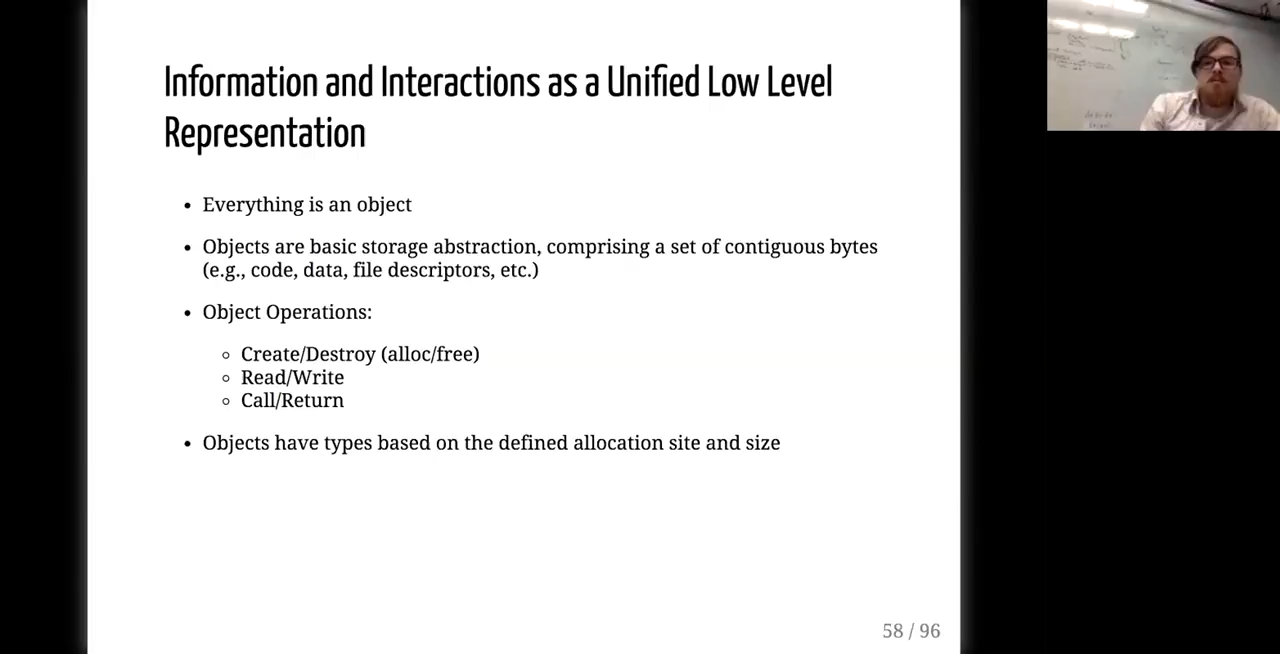 Information and Interactions as a Unified Low Level
Representation
• Everything is an object
• Objects are basic storage abstraction, comprising a set of contiguous bytes
(e.g., code, data, file descriptors, etc.)
• Object Operations:
◦ Create/Destroy (alloc/free)
◦ Read/Write
◦ Call/Return
• Objects have types based on the defined allocation site and size
58 / 96